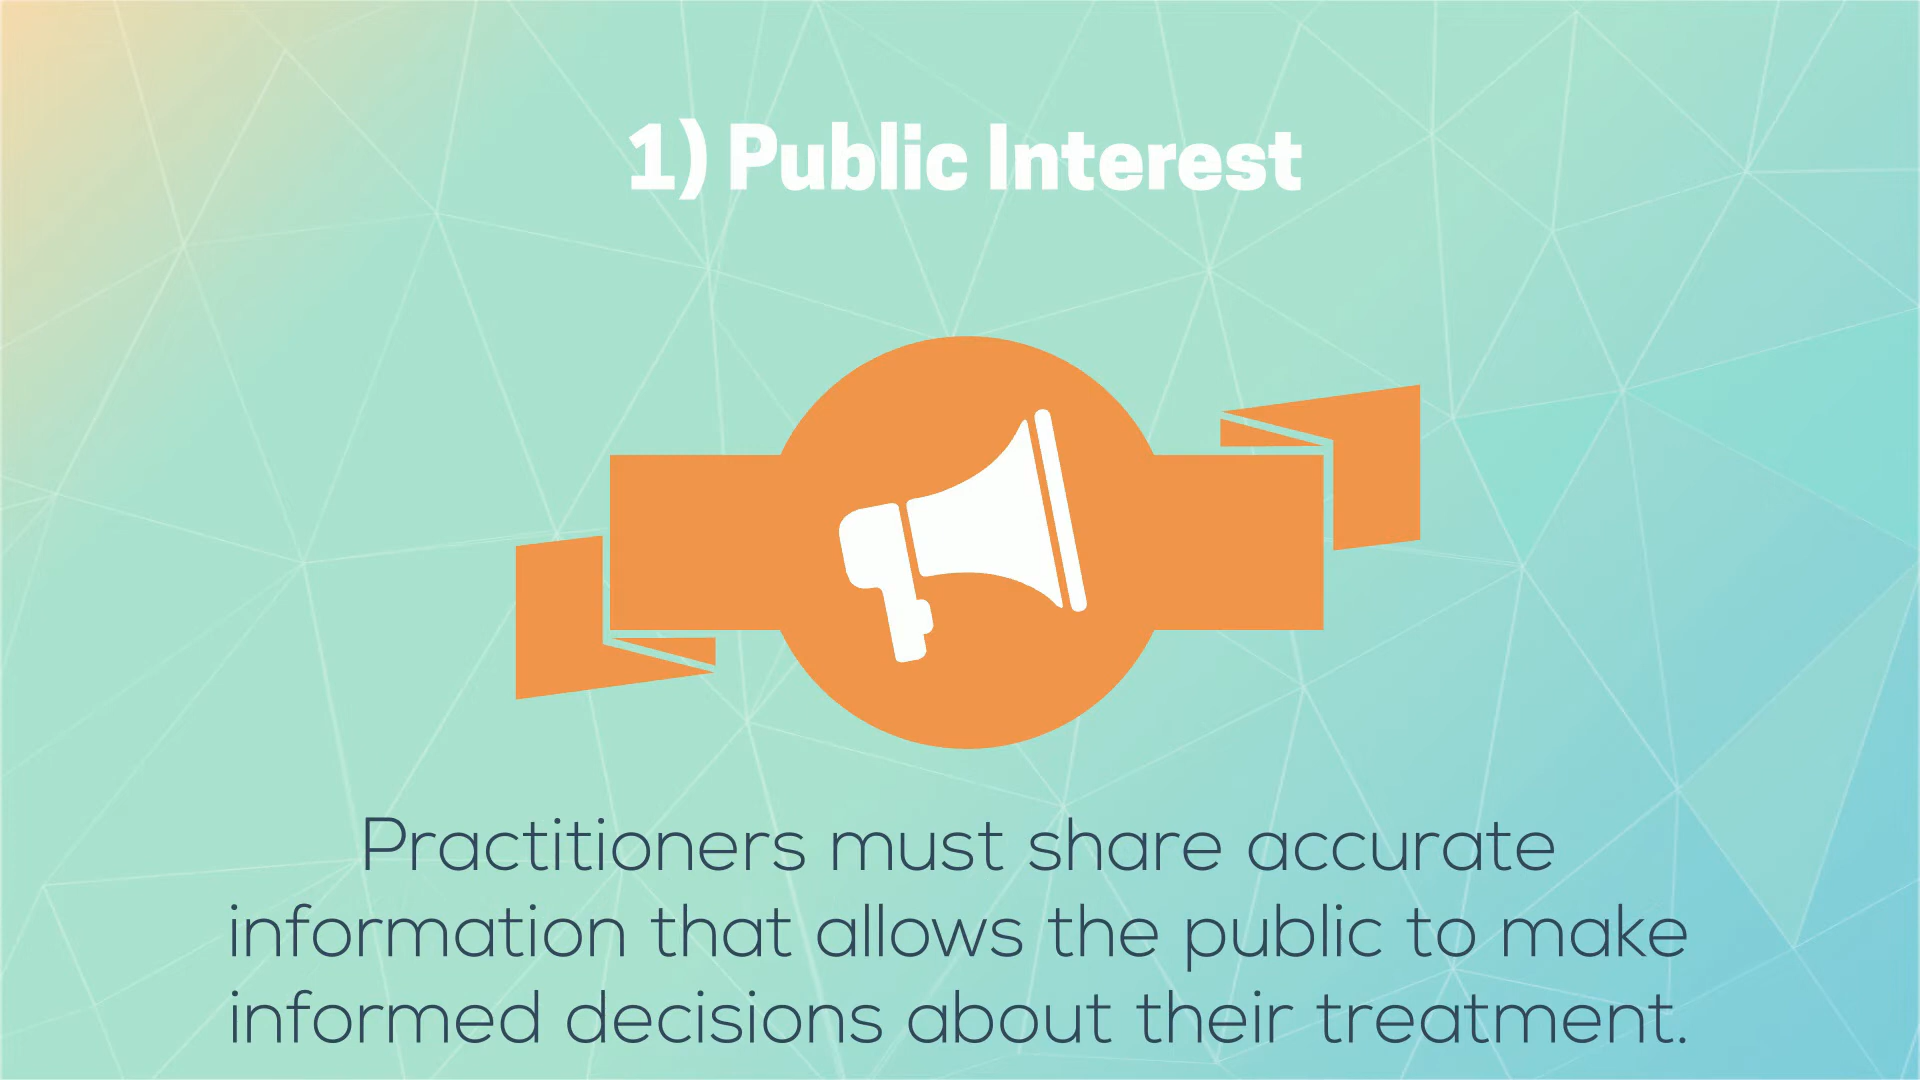 1) Public Interest
Practitioners must share accurate
information that allows the public to make
informed decisions about their treatment.